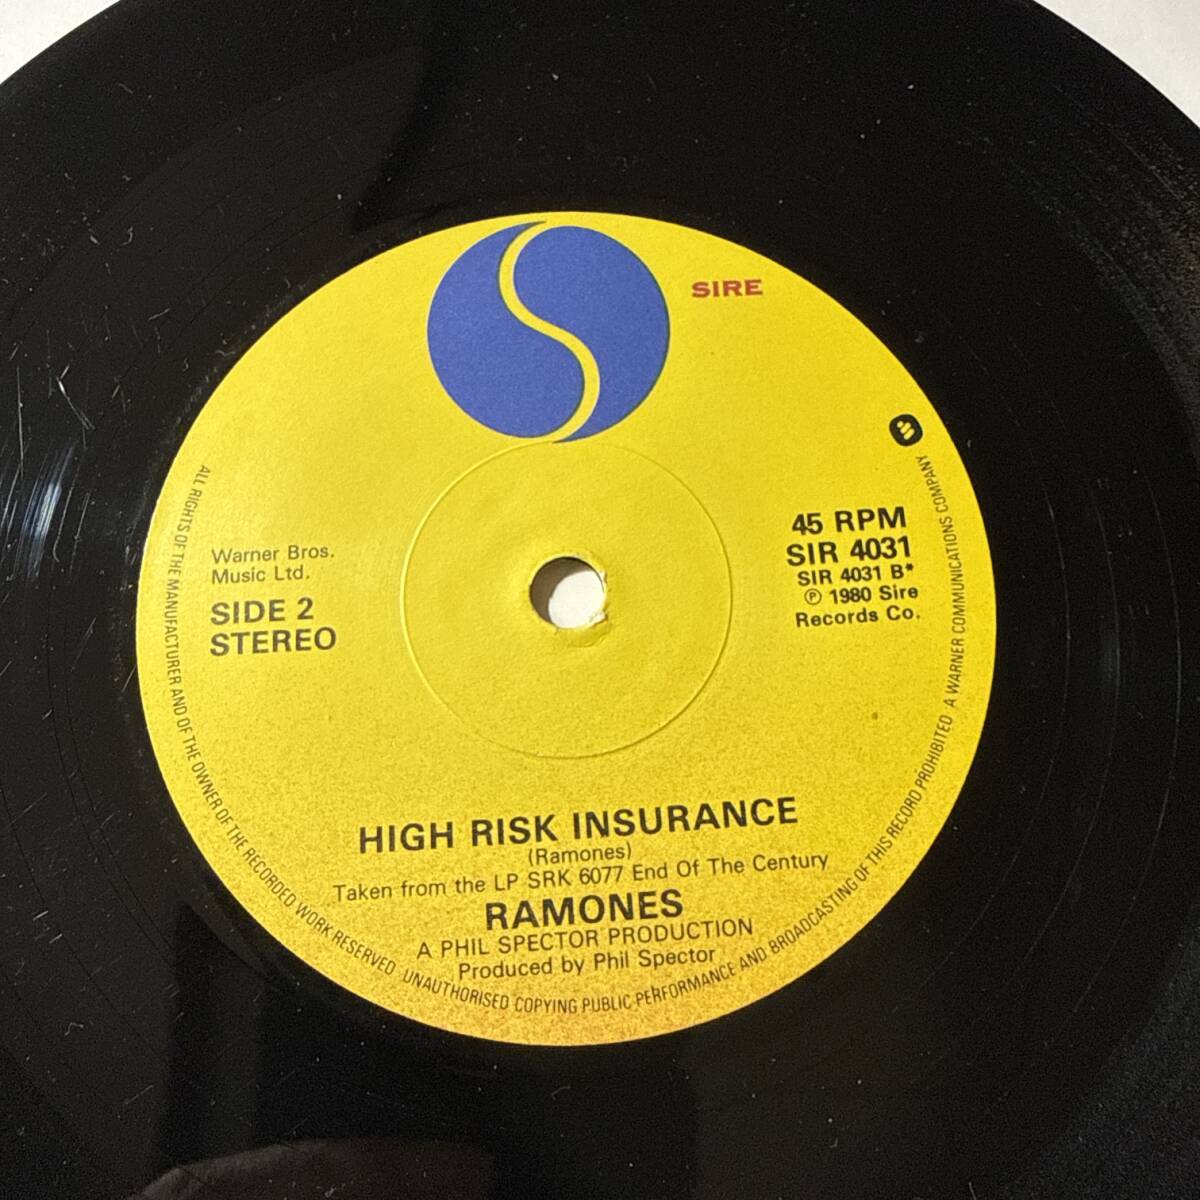 SIRE
45 RPM
SIR 4031
SIR 4031 B*
℗ 1980 Sire
Records Co.
Warner Bros.
Music Ltd.
SIDE 2
STEREO
HIGH RISK INSURANCE
(Ramones)
Taken from the LP SRK 6077 End Of The Century
RAMONES
A PHIL SPECTOR PRODUCTION
Produced by Phil Spector
ALL RIGHTS OF THE MANUFACTURER AND OF THE OWNER OF THE RECORDED WORK RESERVED UNAUTHORISED COPYING PUBLIC PERFORMANCE AND BROADCASTING OF THIS RECORD PROHIBITED A WARNER COMMUNICATIONS COMPANY